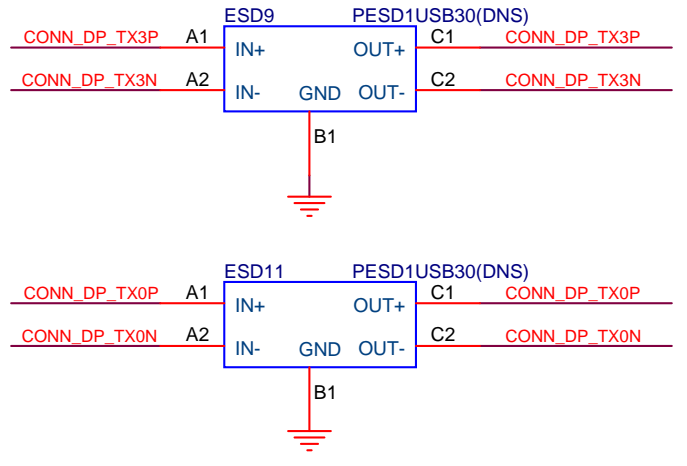 ESD9 PESD1USB30(DNS)
CONN_DP_TX3P A1 IN+ OUT+ C1 CONN_DP_TX3P
CONN_DP_TX3N A2 IN- GND OUT- C2 CONN_DP_TX3N
B1
ESD11 PESD1USB30(DNS)
CONN_DP_TX0P A1 IN+ OUT+ C1 CONN_DP_TX0P
CONN_DP_TX0N A2 IN- GND OUT- C2 CONN_DP_TX0N
B1